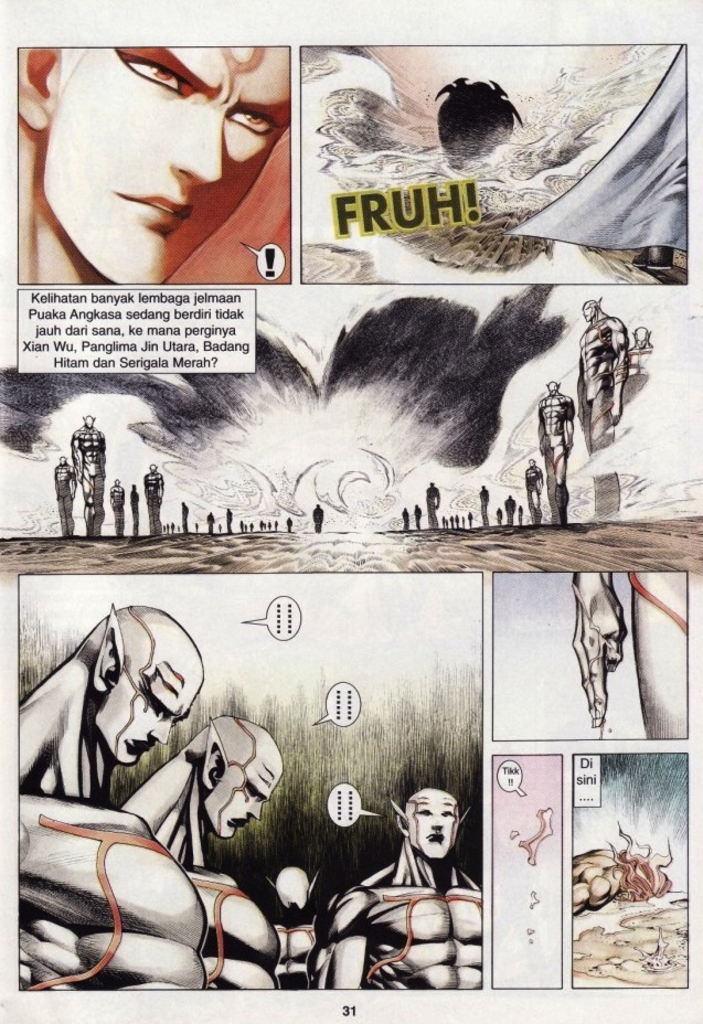 !
FRUH!
Kelihatan banyak lembaga jelmaan
Puaka Angkasa sedang berdiri tidak
jauh dari sana, ke mana perginya
Xian Wu, Panglima Jin Utara, Badang
Hitam dan Serigala Merah?
Tikk
!!
Di
sini
....
31